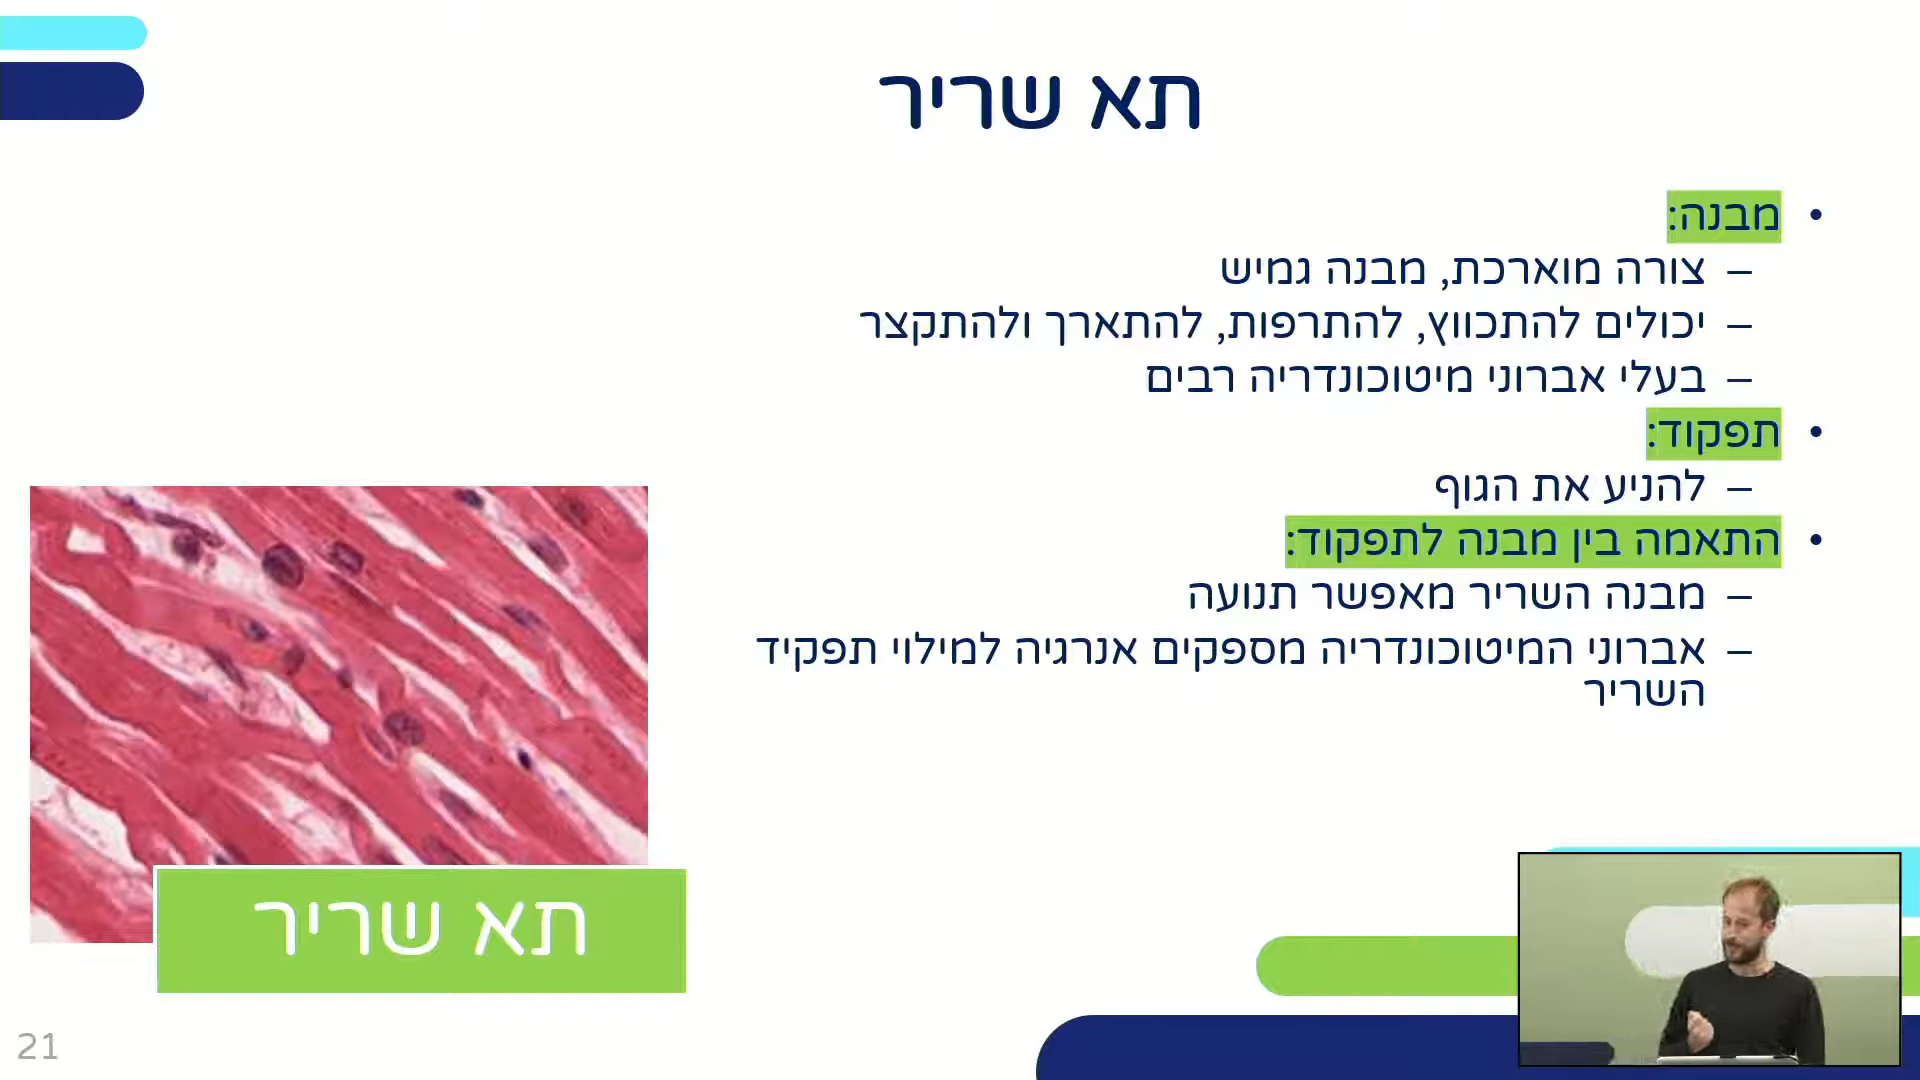 תא שריר
• מבנה:
– צורה מוארכת, מבנה גמיש
– יכולים להתכווץ, להתרפות, להתארך ולהתקצר
– בעלי אברוני מיטוכונדריה רבים
• תפקוד:
– להניע את הגוף
• התאמה בין מבנה לתפקוד:
– מבנה השריר מאפשר תנועה
– אברוני המיטוכונדריה מספקים אנרגיה למילוי תפקיד
השריר
תא שריר
21